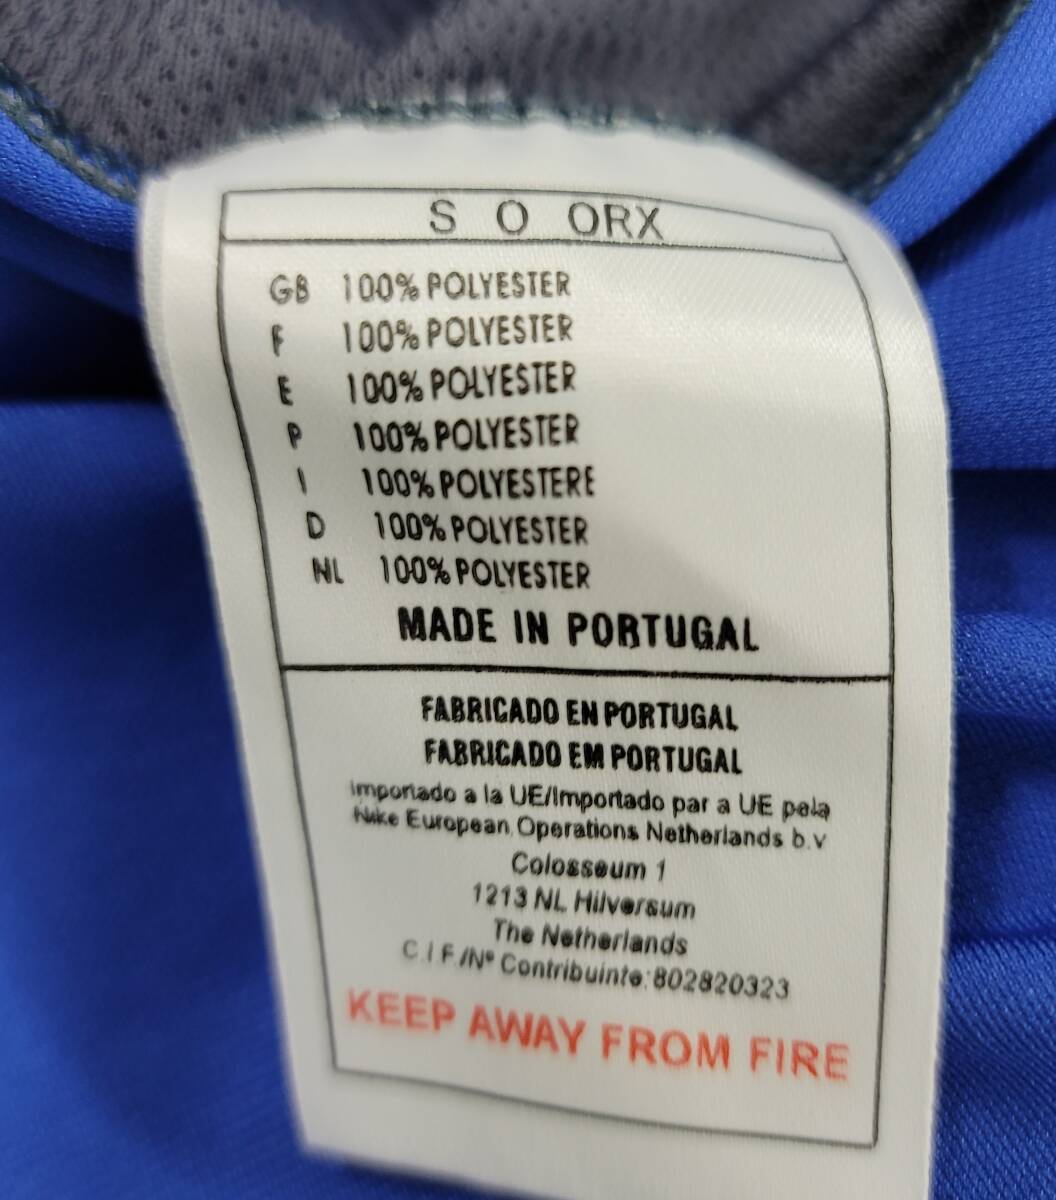 S O ORX
GB 100% POLYESTER
F 100% POLYESTER
E 100% POLYESTER
P 100% POLYESTER
I 100% POLYESTERE
D 100% POLYESTER
NL 100% POLYESTER
MADE IN PORTUGAL
FABRICADO EN PORTUGAL
FABRICADO EM PORTUGAL
Importado a la UE/Importado par a UE pela
Nike European Operations Netherlands b.v
Colosseum 1
1213 NL Hilversum
The Netherlands
C.I.F./Nº Contribuinte:802820323
KEEP AWAY FROM FIRE